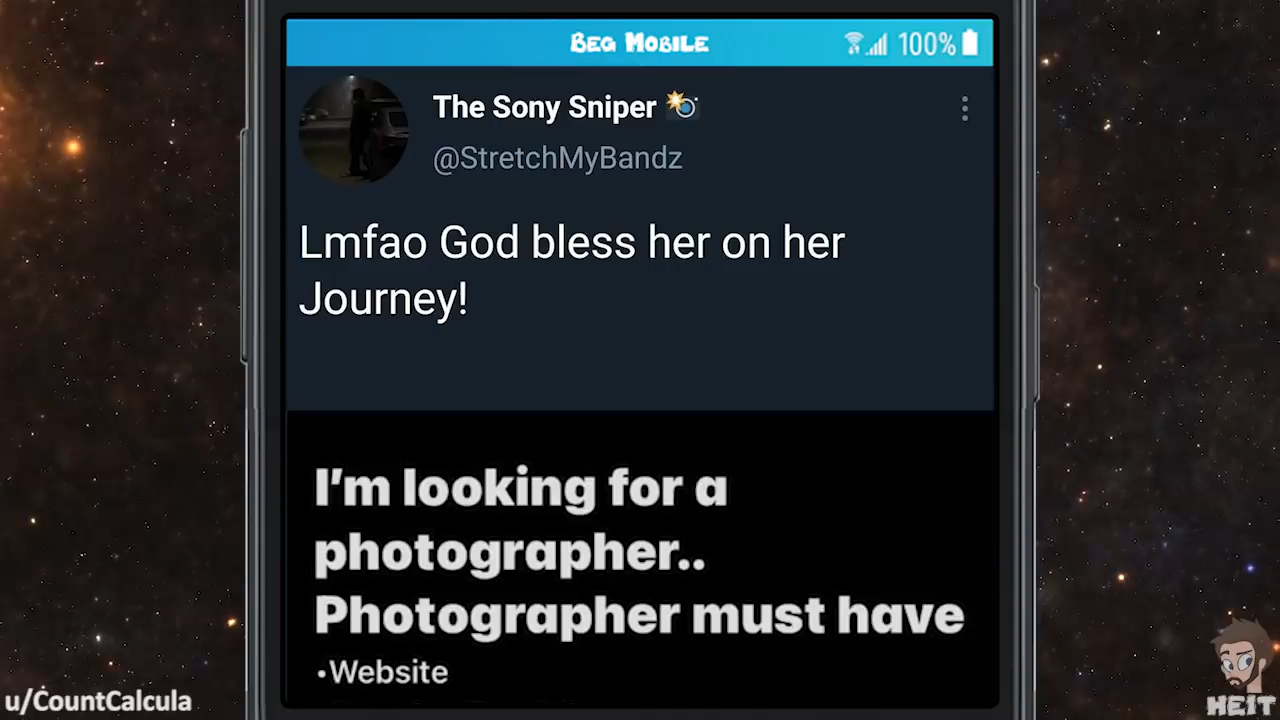 Beg Mobile
100%
The Sony Sniper
@StretchMyBandz
Lmfao God bless her on her
Journey!
I'm looking for a
photographer..
Photographer must have
•Website
u/CountCalcula
HEIT